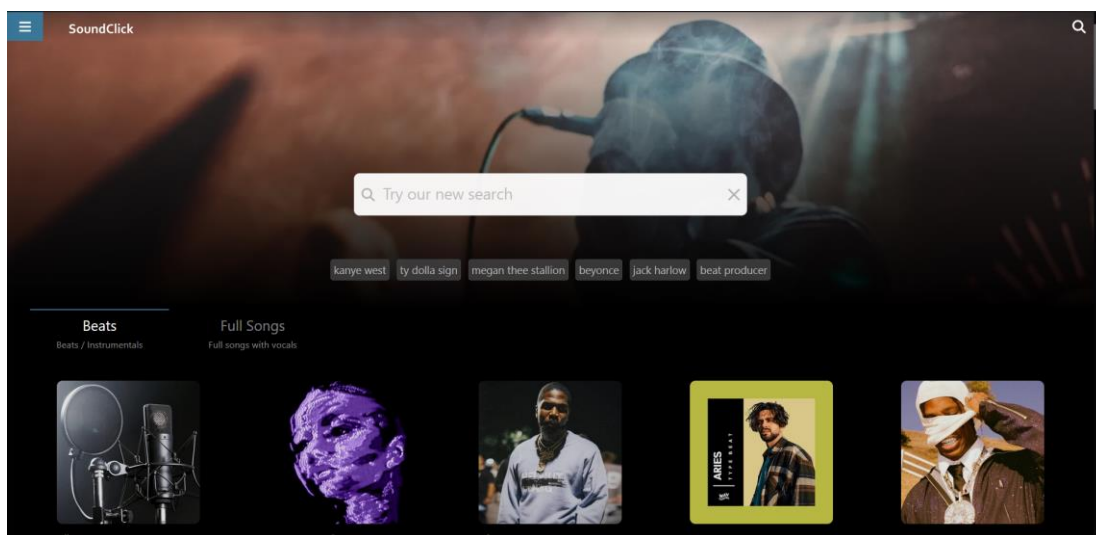 SoundClick
Try our new search
kanye west ty dolla sign megan thee stallion beyonce jack harlow beat producer
Beats Full Songs
Beats / Instrumentals Full songs with vocals
ARIES
TYPE BEAT